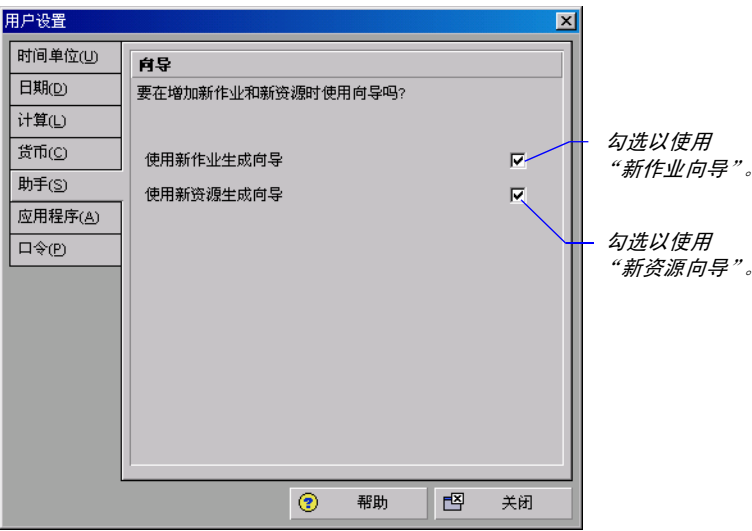 用户设置
时间单位(U)
日期(D)
计算(L)
货币(C)
助手(S)
应用程序(A)
口令(P)
向导
要在增加新作业和新资源时使用向导吗?
使用新作业生成向导
使用新资源生成向导
帮助
关闭
勾选以使用
“新作业向导”。
勾选以使用
“新资源向导”。